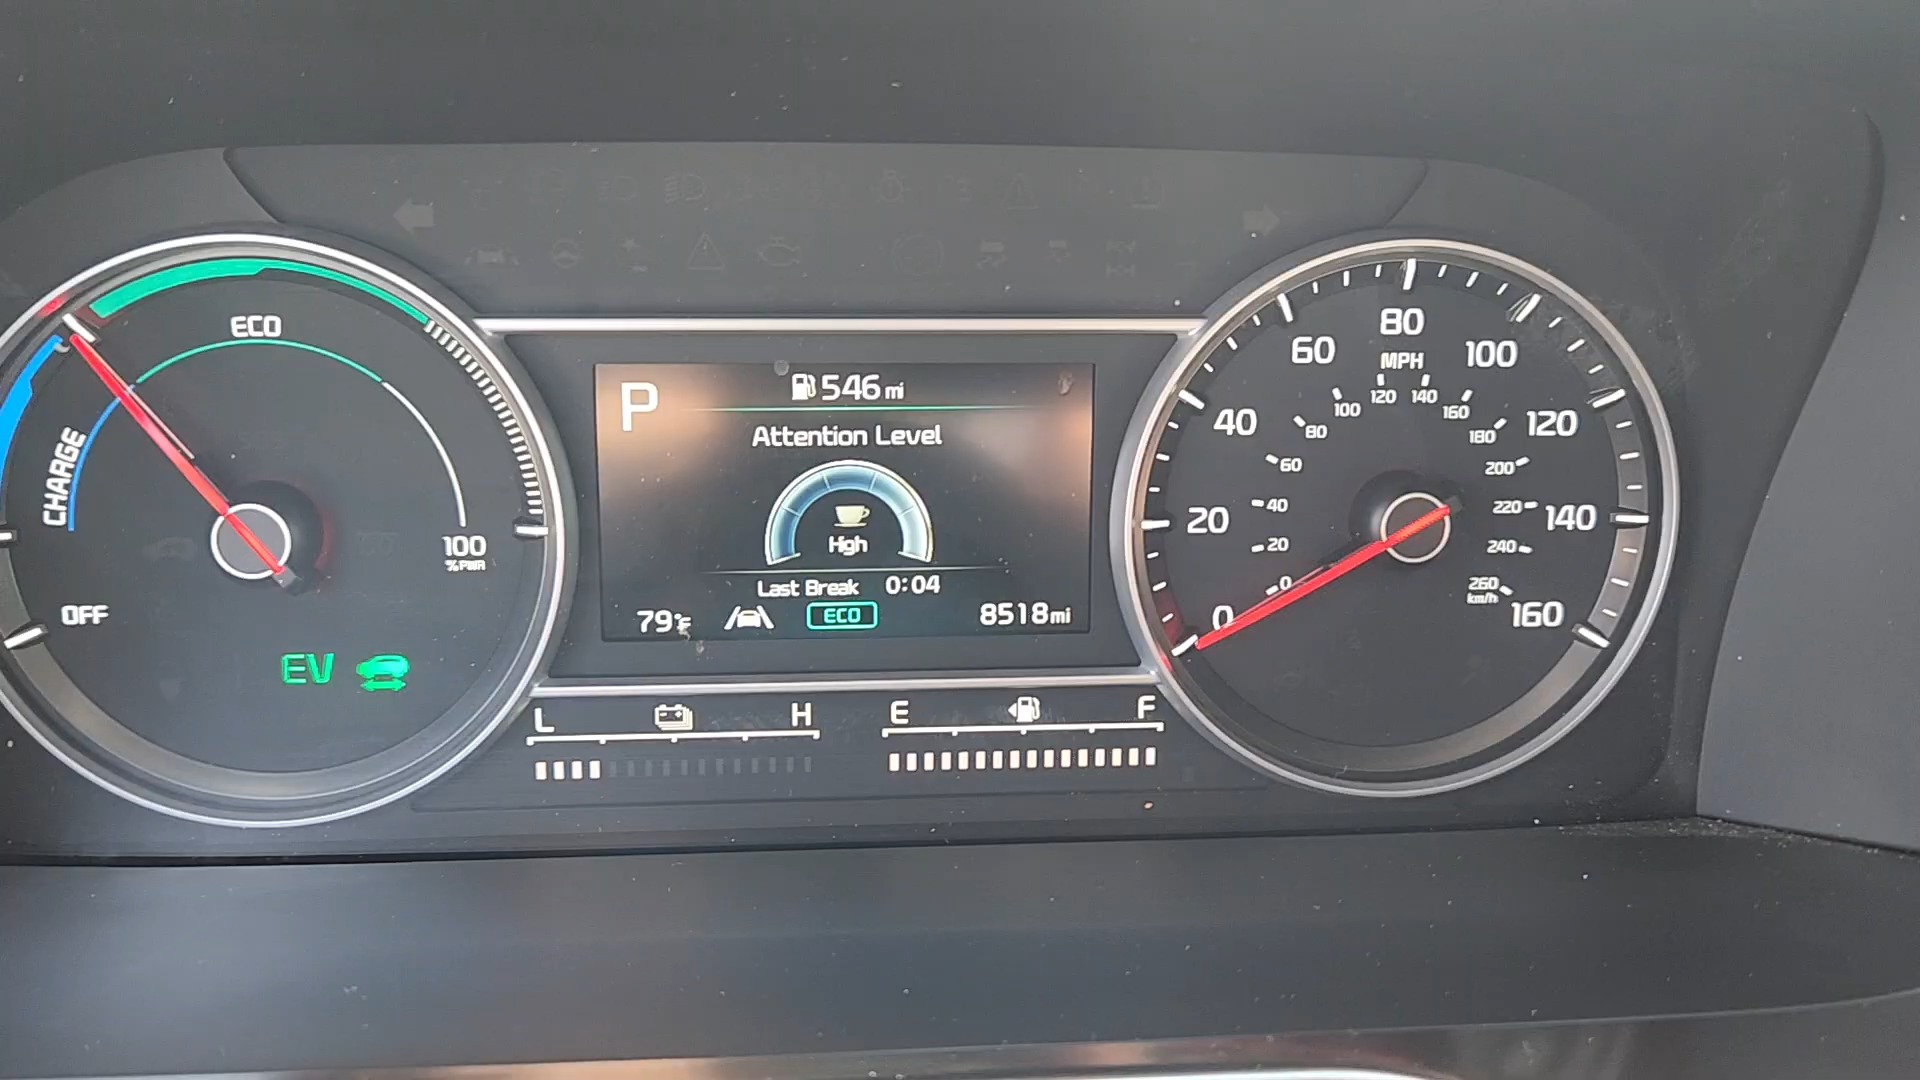 ECO
CHARGE
100
%PWR
OFF
EV
P
546 mi
Attention Level
High
Last Break 0:04
79°F
ECO
8518 mi
L H
E F
0
20
40
60
80
100
120
140
160
MPH
0
20
40
60
80
100
120
140
160
180
200
220
240
260
km/h